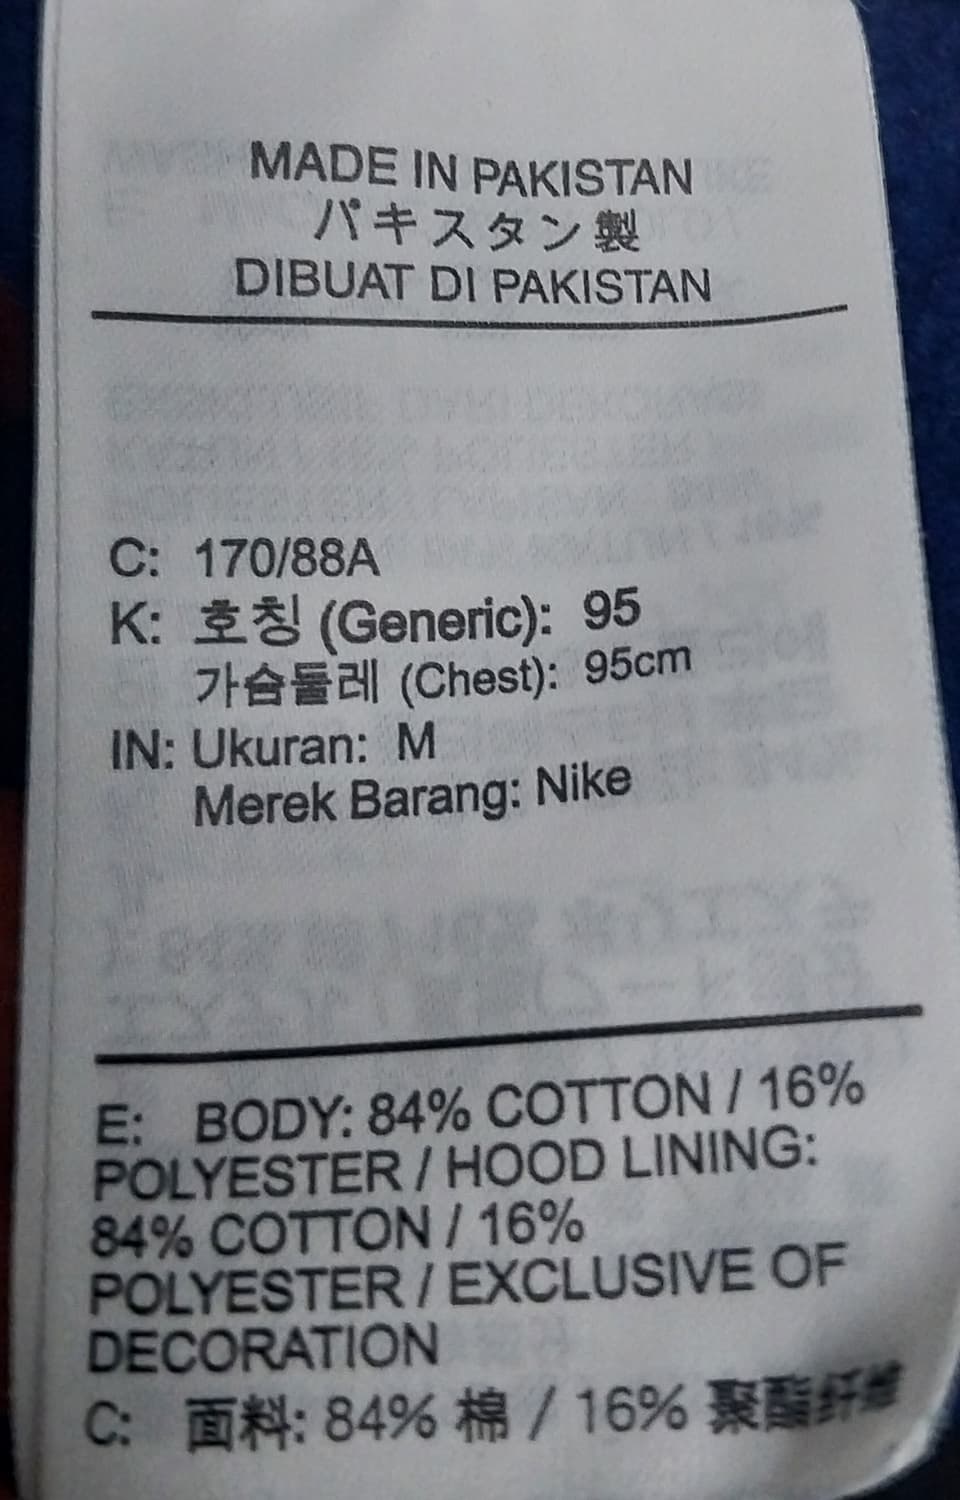 MADE IN PAKISTAN
パキスタン製
DIBUAT DI PAKISTAN
C: 170/88A
K: 호칭 (Generic): 95
가슴둘레 (Chest): 95cm
IN: Ukuran: M
Merek Barang: Nike
E: BODY: 84% COTTON / 16%
POLYESTER / HOOD LINING:
84% COTTON / 16%
POLYESTER / EXCLUSIVE OF
DECORATION
C: 面料: 84% 棉 / 16% 聚酯纤维